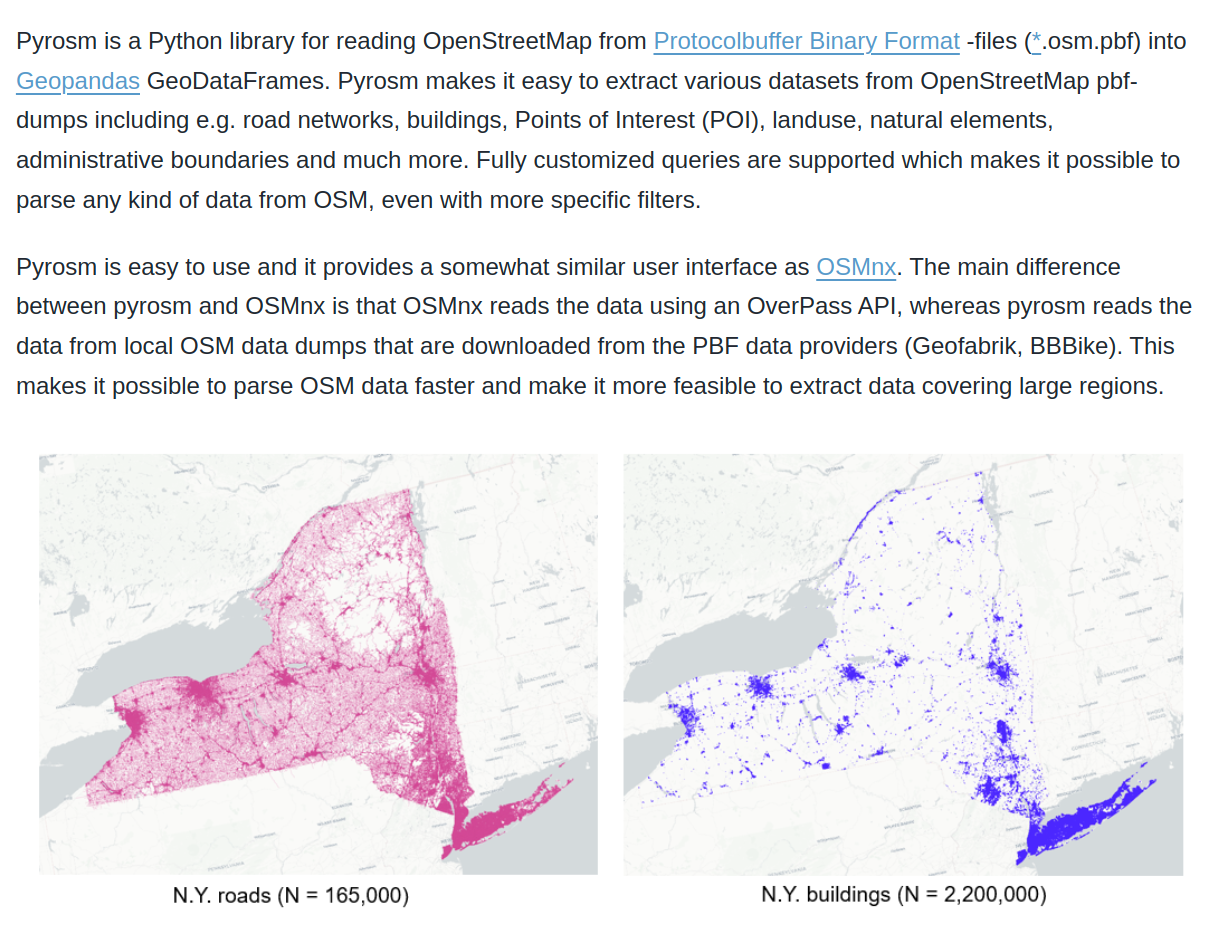 Pyrosm is a Python library for reading OpenStreetMap from Protocolbuffer Binary Format -files (*.osm.pbf) into
Geopandas GeoDataFrames. Pyrosm makes it easy to extract various datasets from OpenStreetMap pbf-
dumps including e.g. road networks, buildings, Points of Interest (POI), landuse, natural elements,
administrative boundaries and much more. Fully customized queries are supported which makes it possible to
parse any kind of data from OSM, even with more specific filters.
Pyrosm is easy to use and it provides a somewhat similar user interface as OSMnx. The main difference
between pyrosm and OSMnx is that OSMnx reads the data using an OverPass API, whereas pyrosm reads the
data from local OSM data dumps that are downloaded from the PBF data providers (Geofabrik, BBBike). This
makes it possible to parse OSM data faster and make it more feasible to extract data covering large regions.
N.Y. roads (N = 165,000)
N.Y. buildings (N = 2,200,000)